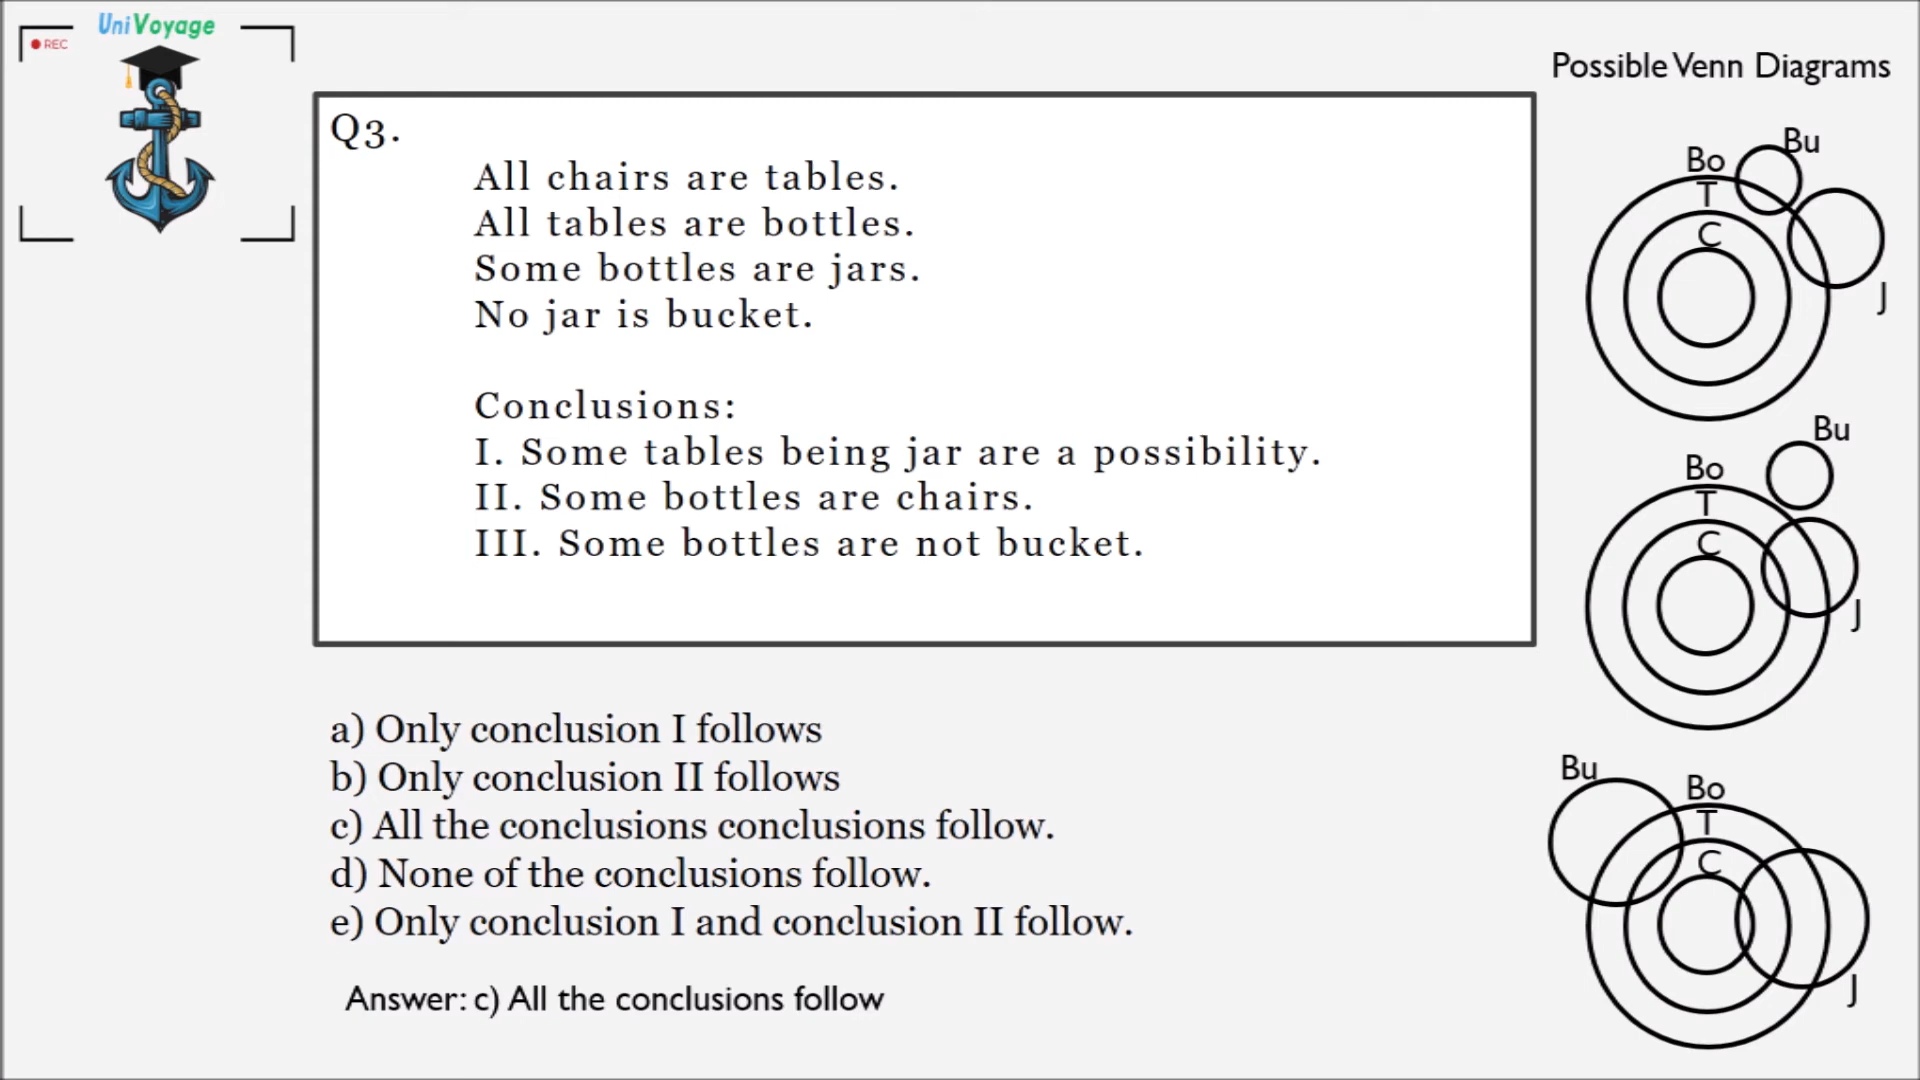 UniVoyage
REC
Possible Venn Diagrams
Q3.
All chairs are tables.
All tables are bottles.
Some bottles are jars.
No jar is bucket.
Conclusions:
I. Some tables being jar are a possibility.
II. Some bottles are chairs.
III. Some bottles are not bucket.
a) Only conclusion I follows
b) Only conclusion II follows
c) All the conclusions conclusions follow.
d) None of the conclusions follow.
e) Only conclusion I and conclusion II follow.
Answer: c) All the conclusions follow
Bu
Bo
T
C
J
Bu
Bo
T
C
J
Bu
Bo
T
C
J